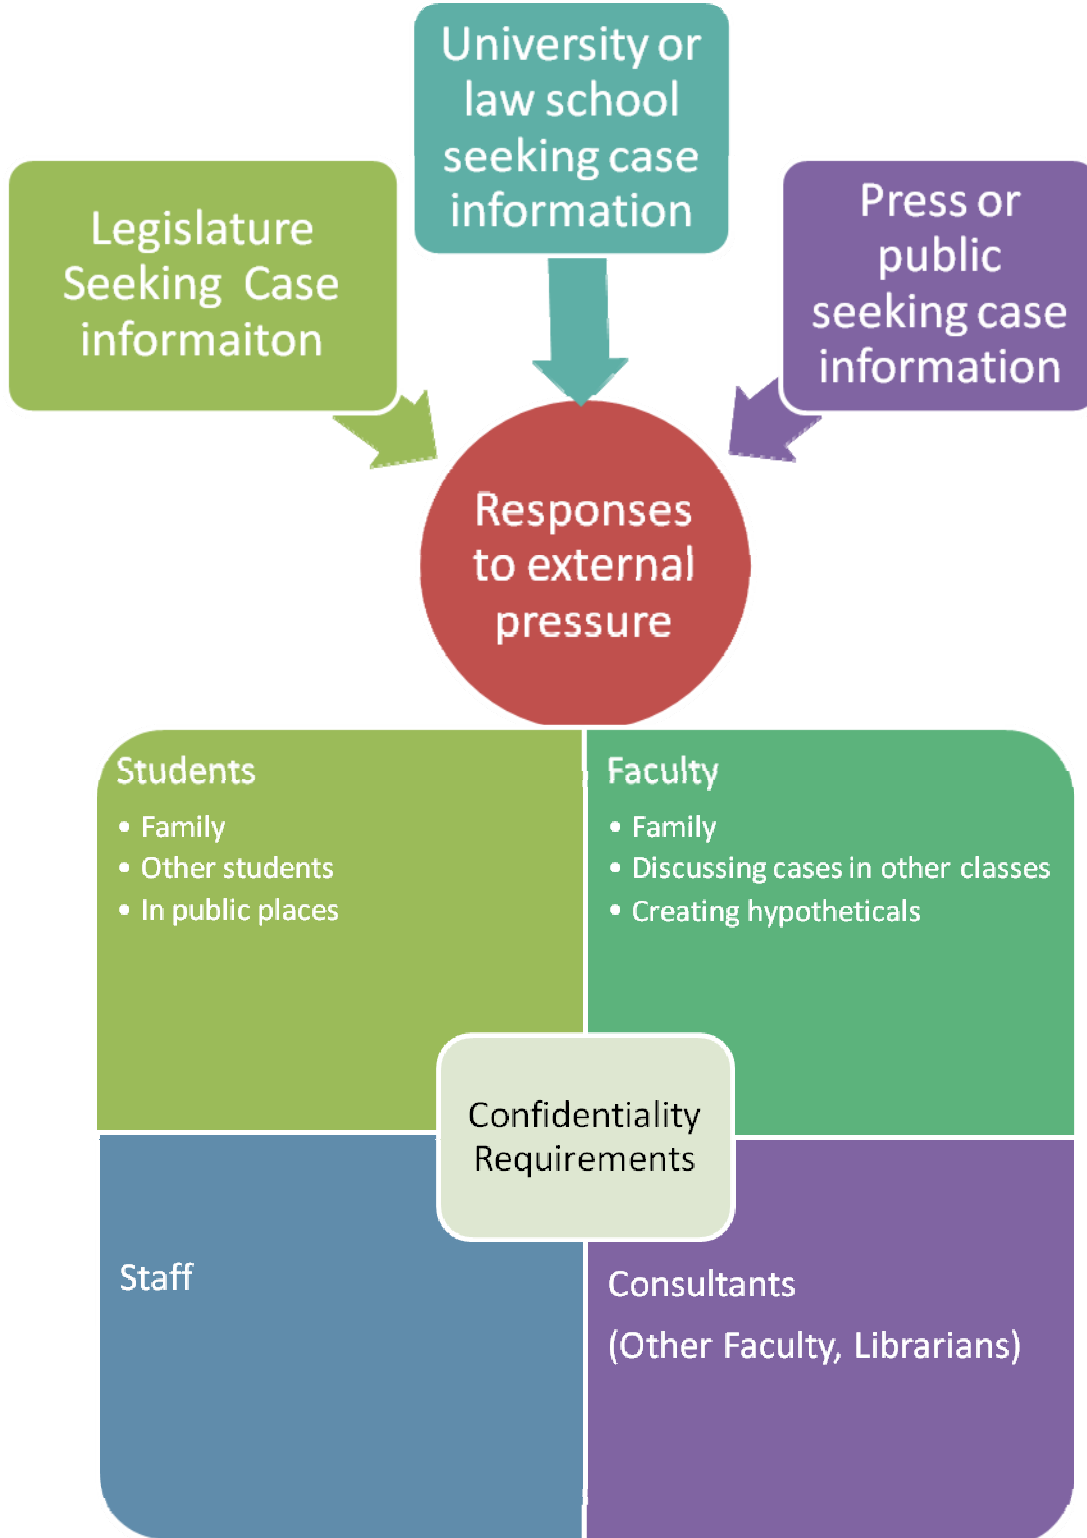 University or
law school
seeking case
information
Legislature
Seeking Case
informaiton
Press or
public
seeking case
information
Responses
to external
pressure
Students
• Family
• Other students
• In public places
Faculty
• Family
• Discussing cases in other classes
• Creating hypotheticals
Confidentiality
Requirements
Staff
Consultants
(Other Faculty, Librarians)